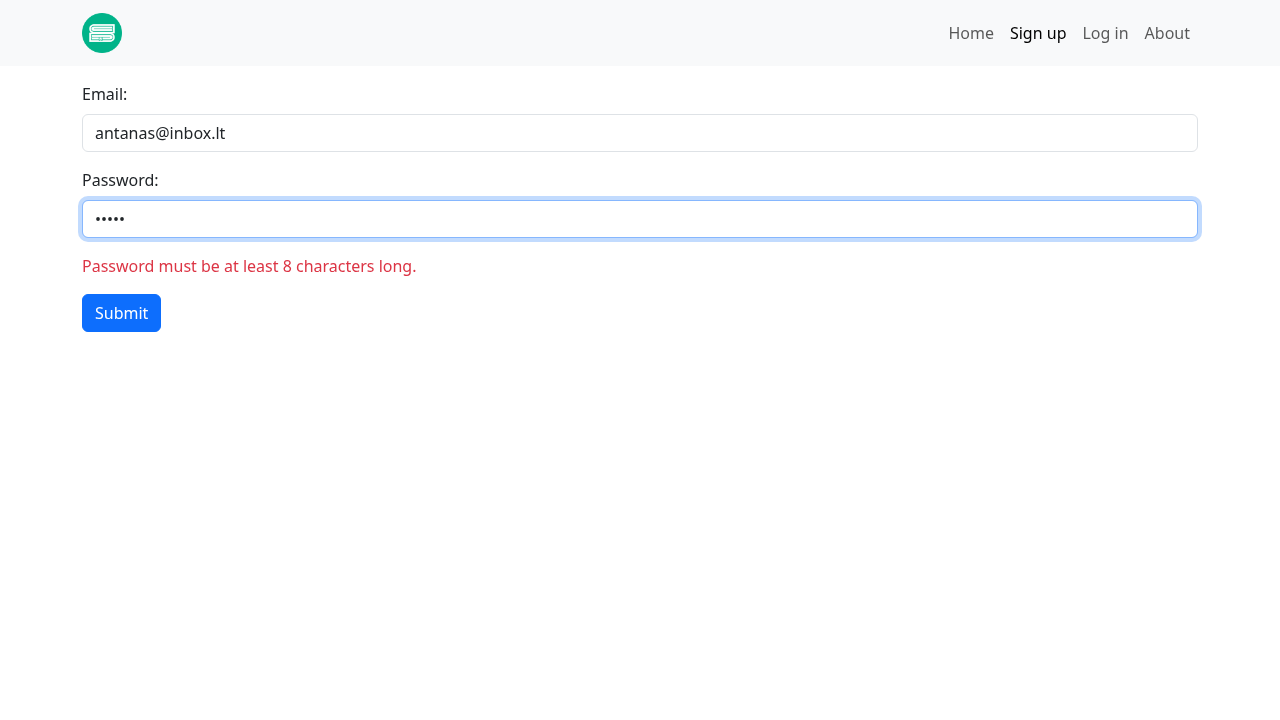 Home Sign up Log in About
Email:
antanas@inbox.lt
Password:
•••••
Password must be at least 8 characters long.
Submit